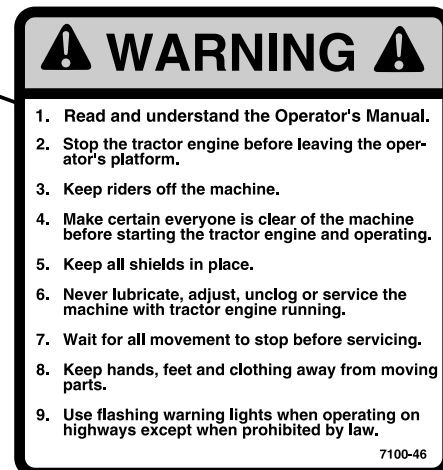 WARNING
1. Read and understand the Operator's Manual.
2. Stop the tractor engine before leaving the oper-
ator's platform.
3. Keep riders off the machine.
4. Make certain everyone is clear of the machine
before starting the tractor engine and operating.
5. Keep all shields in place.
6. Never lubricate, adjust, unclog or service the
machine with tractor engine running.
7. Wait for all movement to stop before servicing.
8. Keep hands, feet and clothing away from moving
parts.
9. Use flashing warning lights when operating on
highways except when prohibited by law.
7100-46